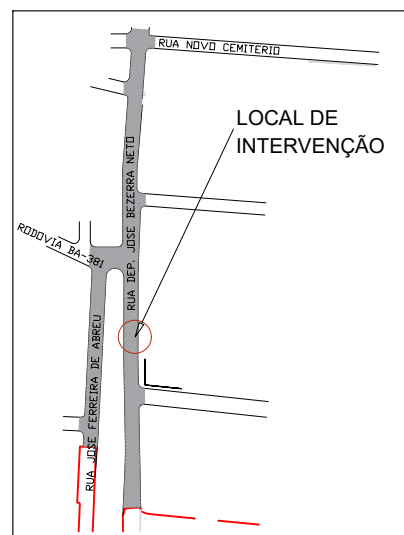 RUA NOVO CEMITERIO
LOCAL DE
INTERVENÇÃO
RUA DEP. JOSE BEZERRA NETO
RODOVIA BA-381
RUA JOSE FERREIRA DE ABREU